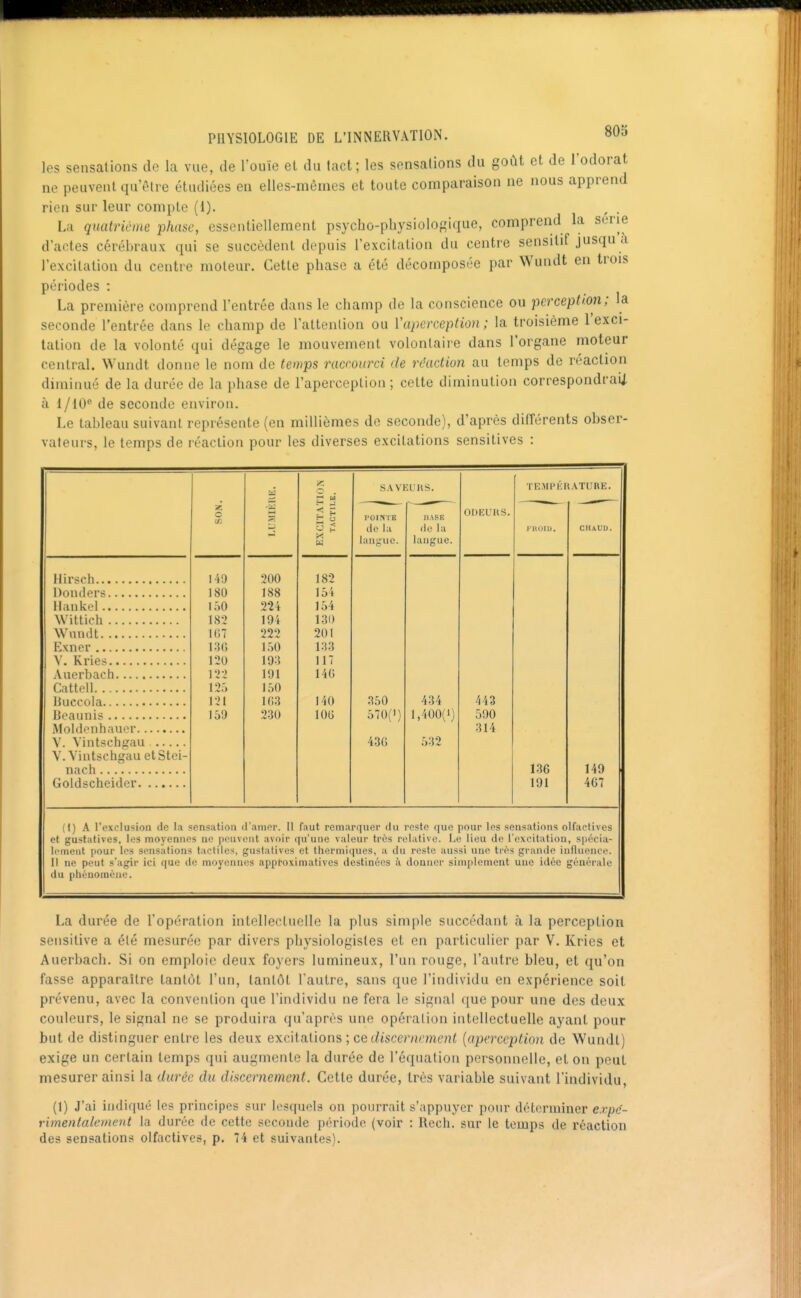 PHYSIOLOGIE DE L'INNERVATION. 805
les sensations de la vue, de l'ouïe et du tact; les sensations du goût et de l'odorat
ne peuvent qu'être étudiées en elles-mêmes et toute comparaison ne nous apprend
rien sur leur compte (1).
La quatrième phase, essentiellement psycho-physiologique, comprend la série
d'actes cérébraux qui se succèdent depuis l'excitation du centre sensitif jusqu'à
l'excitation du centre moteur. Cette phase a été décomposée par Wundt en trois
périodes :
La première comprend l'entrée dans le champ de la conscience ou perception; la
seconde l'entrée dans le champ de l'attention ou l'aperception; la troisième l'exci-
tation de la volonté qui dégage le mouvement volontaire dans l'organe moteur
central. Wundt donne le nom de temps raccourci de réaction au temps de réaction
diminué de la durée de la phase de l'aperception; cette diminution correspondrait
à 1/10e de seconde environ.
Le tableau suivant représente (en millièmes de seconde), d'après différents obser-
vateurs, le temps de réaction pour les diverses excitations sensitives :
SON. LUMIÈRE. EXCITATION TACTILE. SAVEURS. ODEURS. TEMPÉRATURE.
POINTE de la langue. BASE de la langue. FROID. CHAUD.
Hirsch 149 200 182
Donders 180 188 154
Hankel 150 224 154
Wittich 182 194 130
Wundt 167 222 201
Exner 136 150 133
V. Kries 120 193 117
Auerbach 122 191 146
Cattell 125 150
Buccola 121 163 140 350 434 443
Beaunis 159 230 106 570(1) 1,400(1) 590
Moldenhauer 314
V. Vintschgau 436 532
V. Vintschgau et Stei-
nach 136 149
Goldscheider 191 467
(1) A l'exclusion de la sensation d'amer. Il faut remarquer du reste que pour les sensations olfactives
et gustatives, les moyennes ne peuvent avoir qu'une valeur très relative. Le lieu de l'excitation, spécia-
lement pour les sensations tactiles, gustatives et thermiques, a du reste aussi une très grande influence.
Il ne peut s'agir ici que de moyennes approximatives destinées à donner simplement une idée générale
du phénomène.
La durée de l'opération intellectuelle la plus simple succédant à la perception
sensitive a été mesurée par divers physiologistes et en particulier par V. Kries et
Auerbach. Si on emploie deux foyers lumineux, l'un rouge, l'autre bleu, et qu'on
fasse apparaître tantôt l'un, tantôt l'autre, sans que l'individu en expérience soit
prévenu, avec la convention que l'individu ne fera le signal que pour une des deux
couleurs, le signal ne se produira qu'après une opération intellectuelle ayant pour
but de distinguer entre les deux excitations; ce discernement (aperception de Wundt)
exige un certain temps qui augmente la durée de l'équation personnelle, et on peut
mesurer ainsi la durée du discernement. Cette durée, très variable suivant l'individu,
(1) J'ai indiqué les principes sur lesquels on pourrait s'appuyer pour déterminer expé-
rimentalement la durée de cette seconde période (voir : Rech. sur le temps de réaction
des sensations olfactives, p. 74 et suivantes).